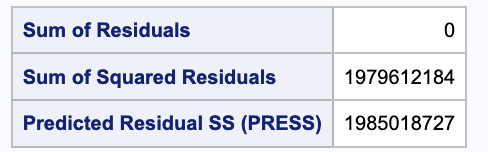 Sum of Residuals 0
Sum of Squared Residuals 1979612184
Predicted Residual SS (PRESS) 1985018727